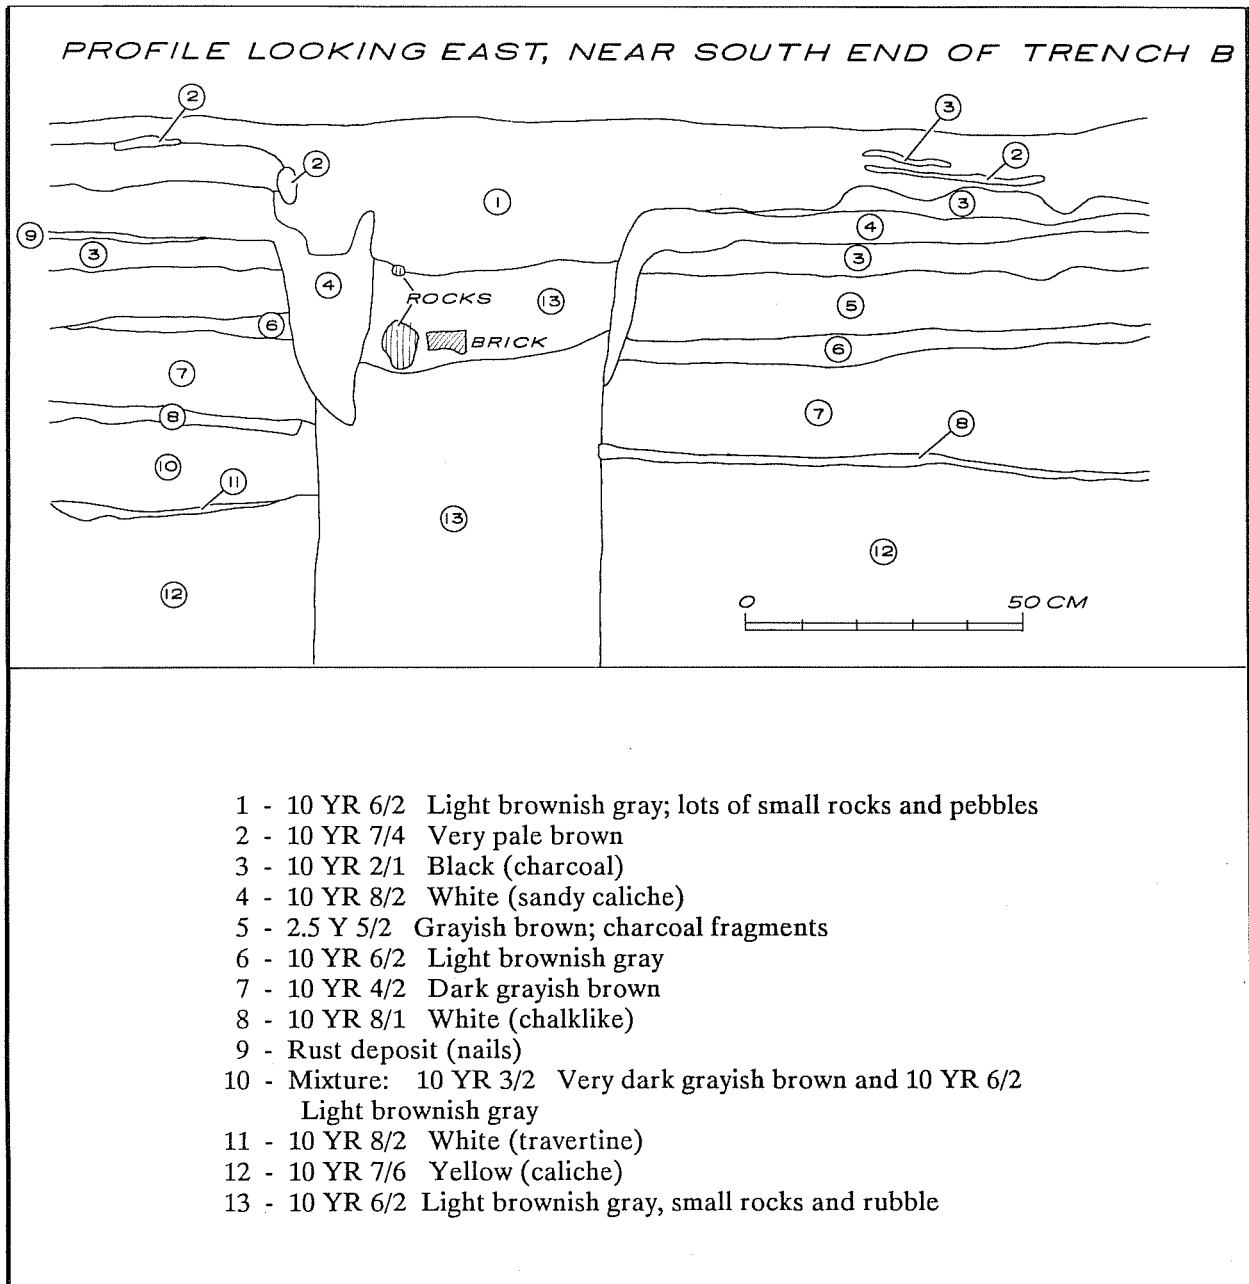 PROFILE LOOKING EAST, NEAR SOUTH END OF TRENCH B
2
3
2
2
1
3
9
3
4
4
3
ROCKS
13
5
6
BRICK
6
7
8
7
8
10
11
13
12
12
0 50 CM
1 - 10 YR 6/2 Light brownish gray; lots of small rocks and pebbles
2 - 10 YR 7/4 Very pale brown
3 - 10 YR 2/1 Black (charcoal)
4 - 10 YR 8/2 White (sandy caliche)
5 - 2.5 Y 5/2 Grayish brown; charcoal fragments
6 - 10 YR 6/2 Light brownish gray
7 - 10 YR 4/2 Dark grayish brown
8 - 10 YR 8/1 White (chalklike)
9 - Rust deposit (nails)
10 - Mixture: 10 YR 3/2 Very dark grayish brown and 10 YR 6/2
Light brownish gray
11 - 10 YR 8/2 White (travertine)
12 - 10 YR 7/6 Yellow (caliche)
13 - 10 YR 6/2 Light brownish gray, small rocks and rubble